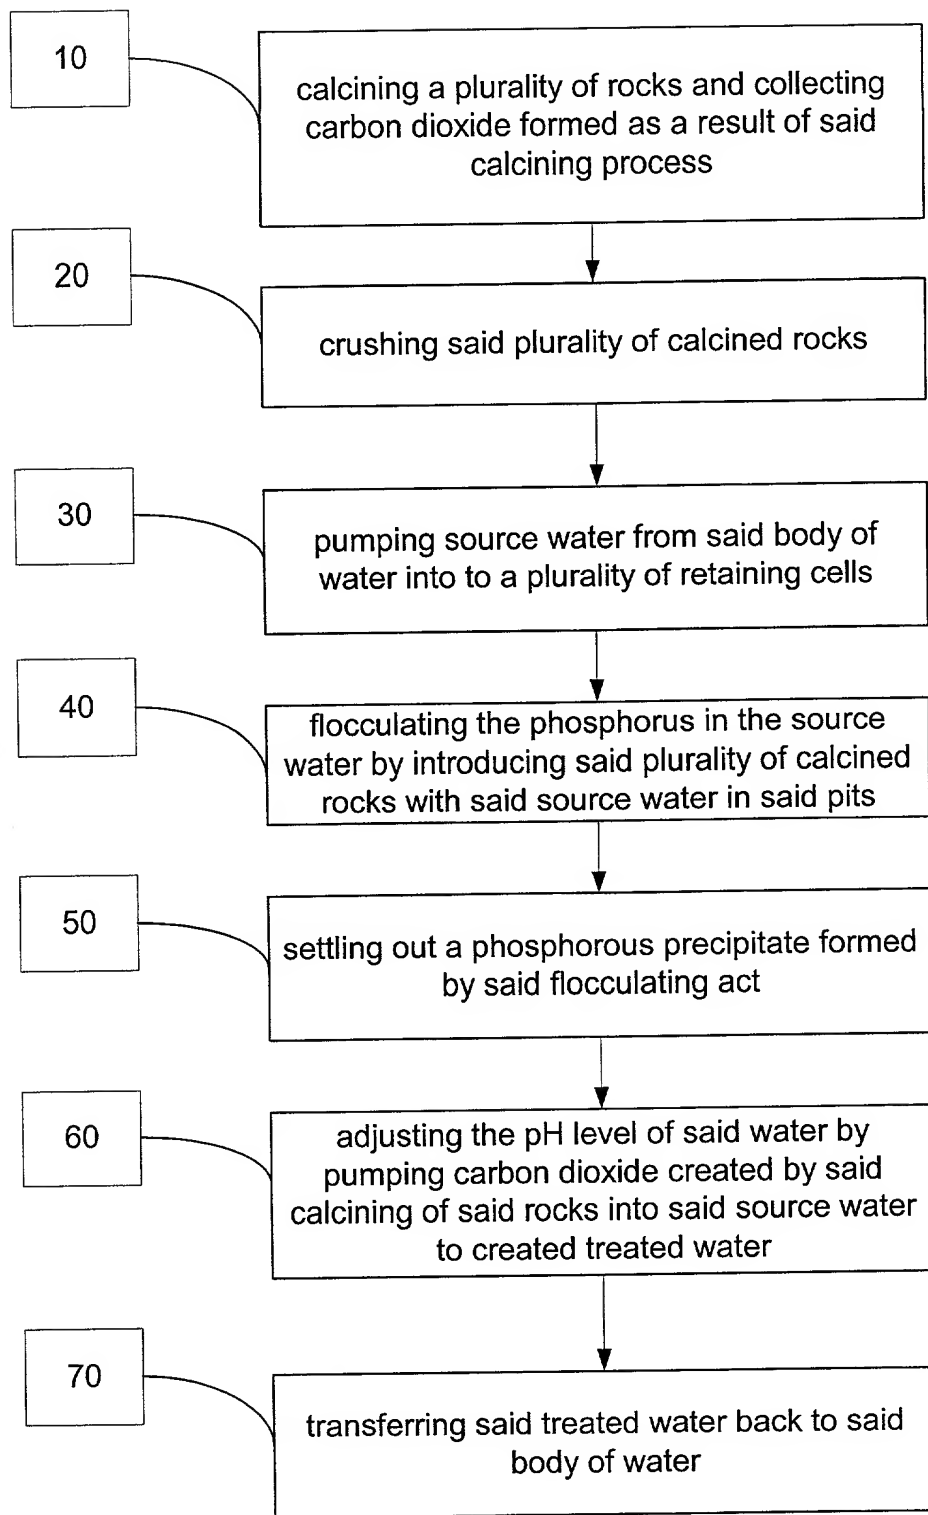 10
calcining a plurality of rocks and collecting
carbon dioxide formed as a result of said
calcining process
20
crushing said plurality of calcined rocks
30
pumping source water from said body of
water into to a plurality of retaining cells
40
flocculating the phosphorus in the source
water by introducing said plurality of calcined
rocks with said source water in said pits
50
settling out a phosphorous precipitate formed
by said flocculating act
60
adjusting the pH level of said water by
pumping carbon dioxide created by said
calcining of said rocks into said source water
to created treated water
70
transferring said treated water back to said
body of water